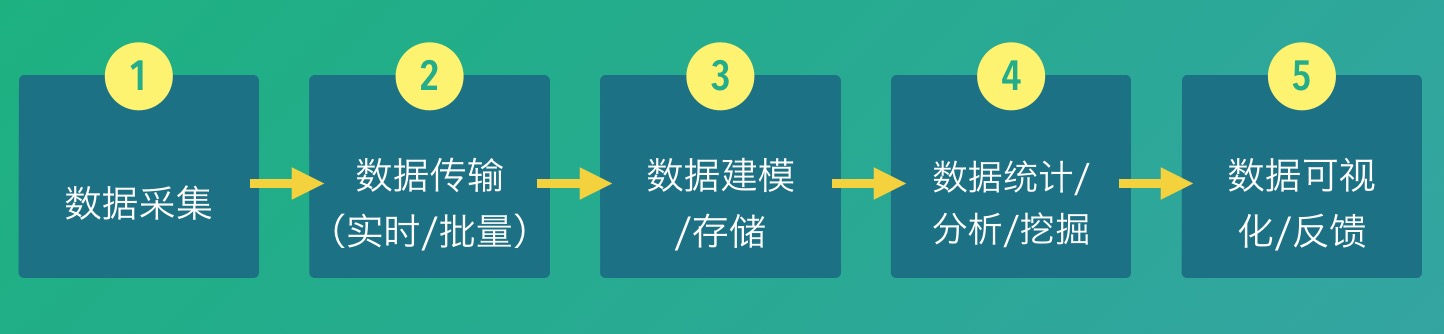 1
数据采集
2
数据传输
（实时/批量）
3
数据建模
/存储
4
数据统计/
分析/挖掘
5
数据可视
化/反馈